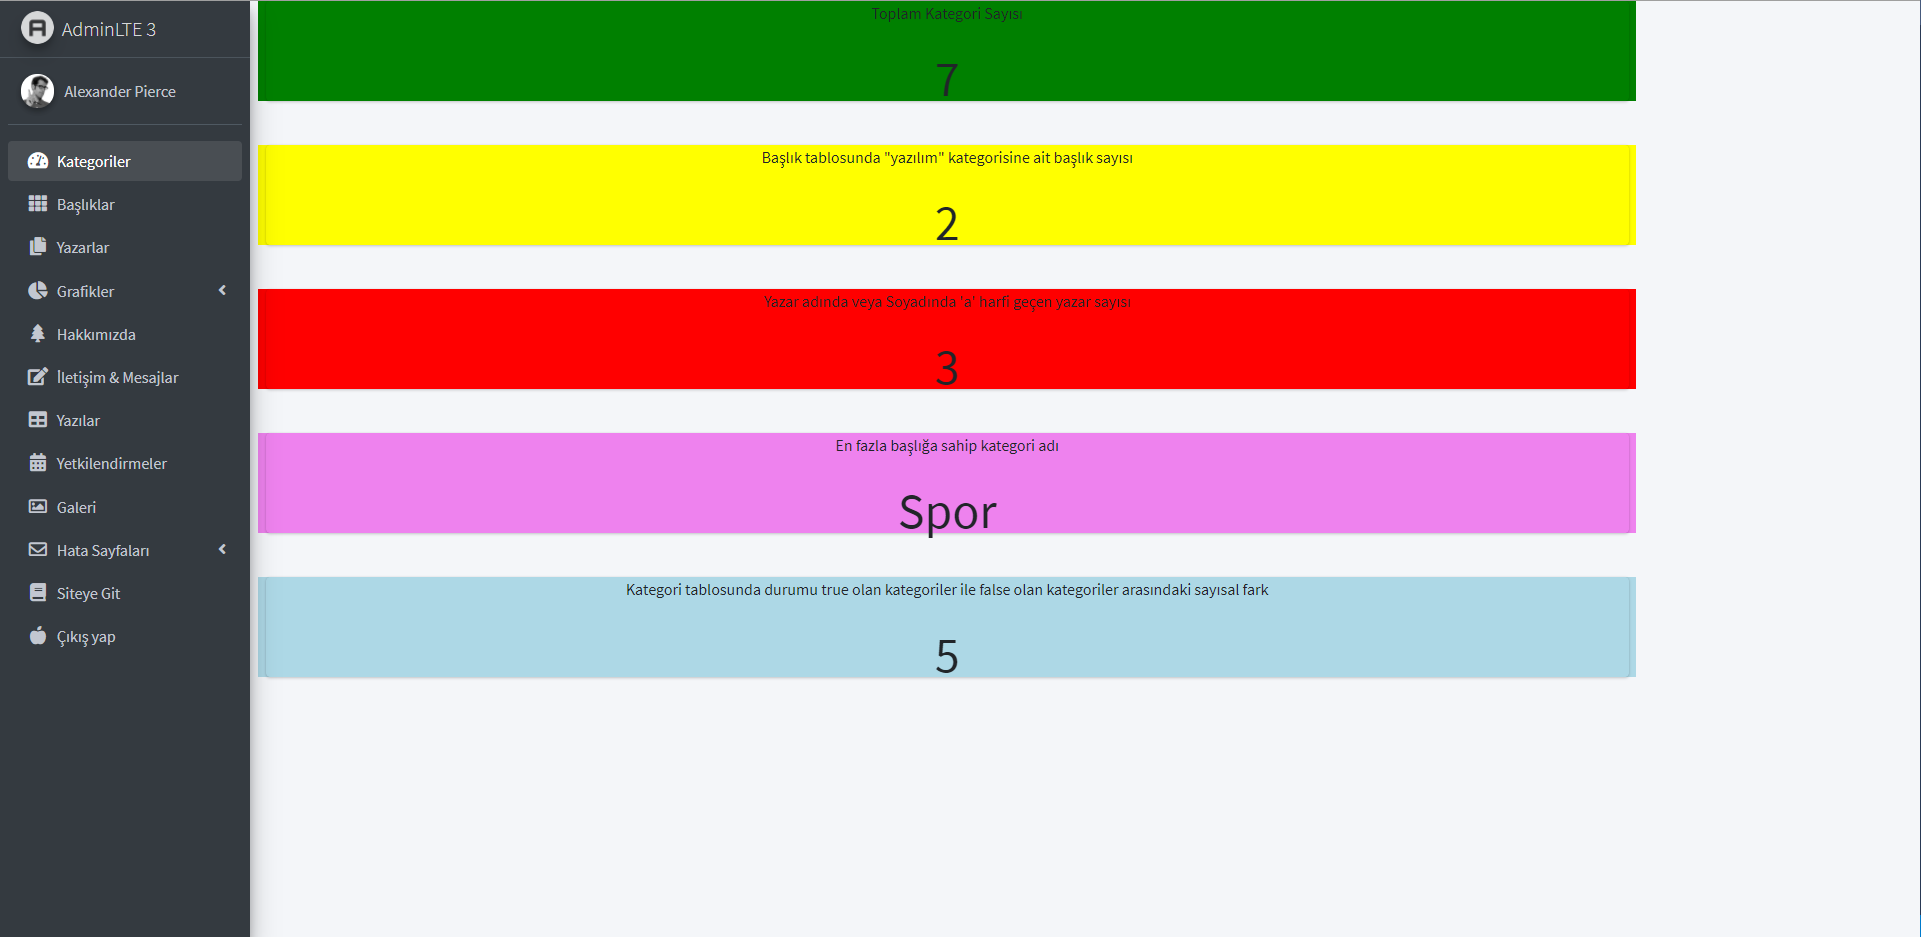 AdminLTE 3
Alexander Pierce
Kategoriler
Başlıklar
Yazarlar
Grafikler
Hakkımızda
İletişim & Mesajlar
Yazılar
Yetkilendirmeler
Galeri
Hata Sayfaları
Siteye Git
Çıkış yap
Toplam Kategori Sayısı
7
Başlık tablosunda "yazılım" kategorisine ait başlık sayısı
2
Yazar adında veya Soyadında 'a' harfi geçen yazar sayısı
3
En fazla başlığa sahip kategori adı
Spor
Kategori tablosunda durumu true olan kategoriler ile false olan kategoriler arasındaki sayısal fark
5